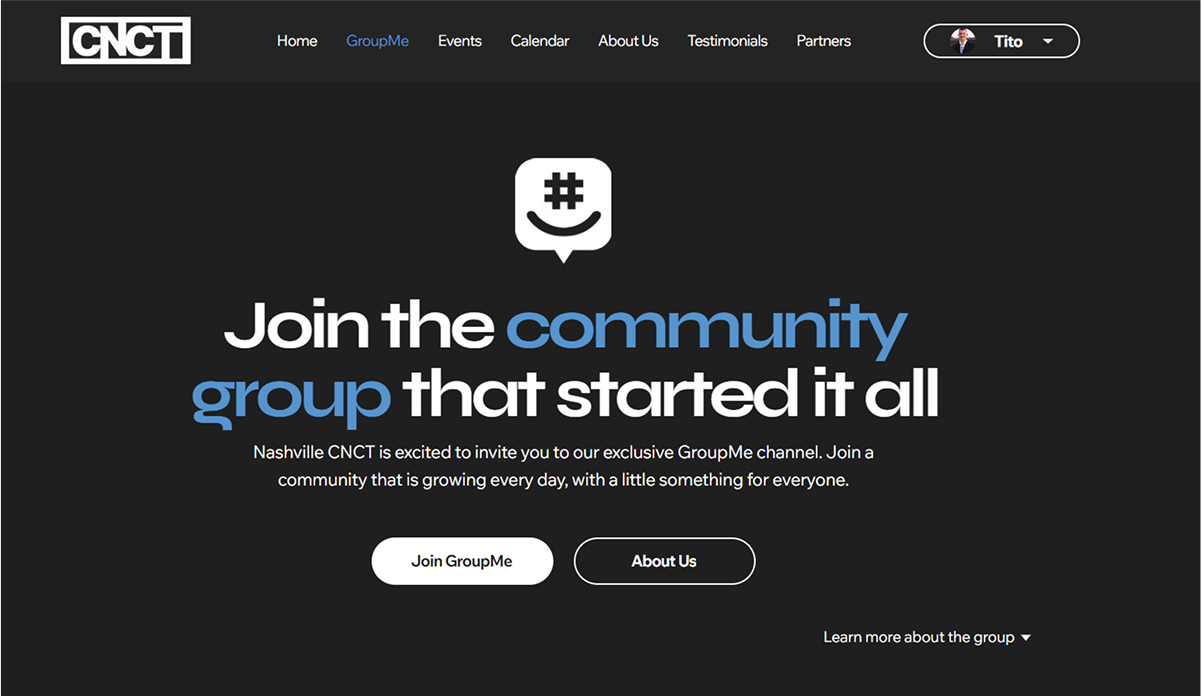 CNCT
Home GroupMe Events Calendar About Us Testimonials Partners Tito
#
Join the community
group that started it all
Nashville CNCT is excited to invite you to our exclusive GroupMe channel. Join a
community that is growing every day, with a little something for everyone.
Join GroupMe About Us
Learn more about the group